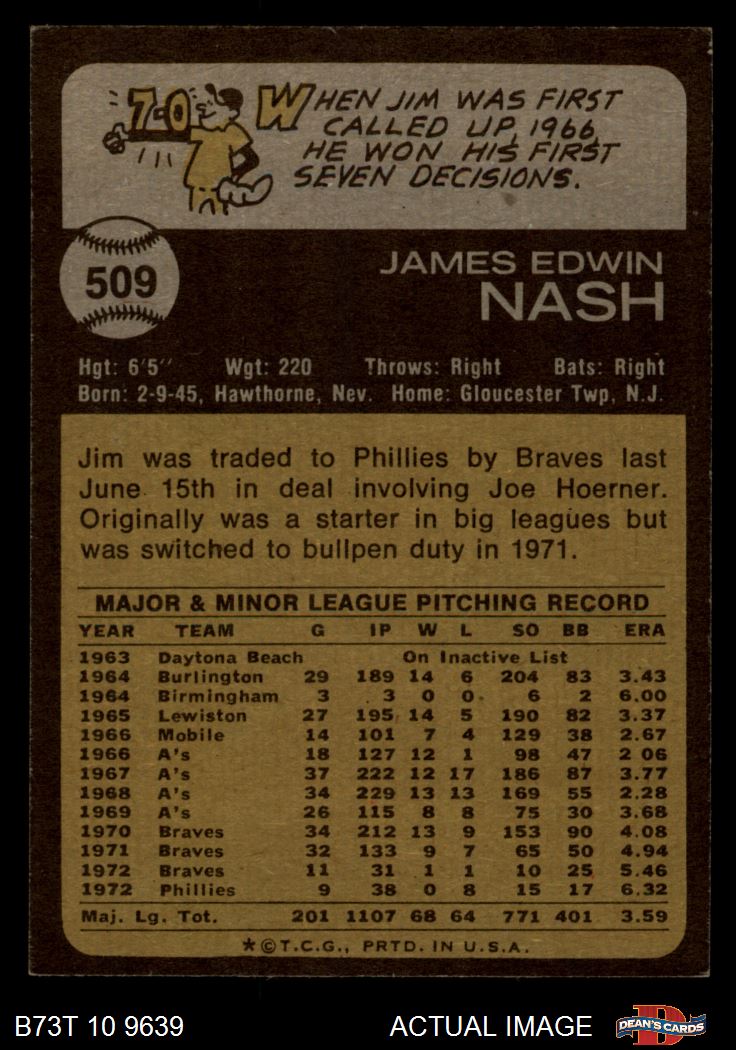 7-0
WHEN JIM WAS FIRST
CALLED UP, 1966,
HE WON HIS FIRST
SEVEN DECISIONS.
509
JAMES EDWIN
NASH
Hgt: 6'5" Wgt: 220 Throws: Right Bats: Right
Born: 2-9-45, Hawthorne, Nev. Home: Gloucester Twp, N.J.
Jim was traded to Phillies by Braves last
June 15th in deal involving Joe Hoerner.
Originally was a starter in big leagues but
was switched to bullpen duty in 1971.
MAJOR & MINOR LEAGUE PITCHING RECORD
YEAR TEAM G IP W L SO BB ERA
1963 Daytona Beach On Inactive List
1964 Burlington 29 189 14 6 204 83 3.43
1964 Birmingham 3 3 0 0 6 2 6.00
1965 Lewiston 27 195 14 5 190 82 3.37
1966 Mobile 14 101 7 4 129 38 2.67
1966 A's 18 127 12 1 98 47 2 06
1967 A's 37 222 12 17 186 87 3.77
1968 A's 34 229 13 13 169 55 2.28
1969 A's 26 115 8 8 75 30 3.68
1970 Braves 34 212 13 9 153 90 4.08
1971 Braves 32 133 9 7 65 50 4.94
1972 Braves 11 31 1 1 10 25 5.46
1972 Phillies 9 38 0 8 15 17 6.32
Maj. Lg. Tot. 201 1107 68 64 771 401 3.59
★©T.C.G., PRTD. IN U.S.A.
B73T 10 9639 ACTUAL IMAGE DEAN'S CARDS